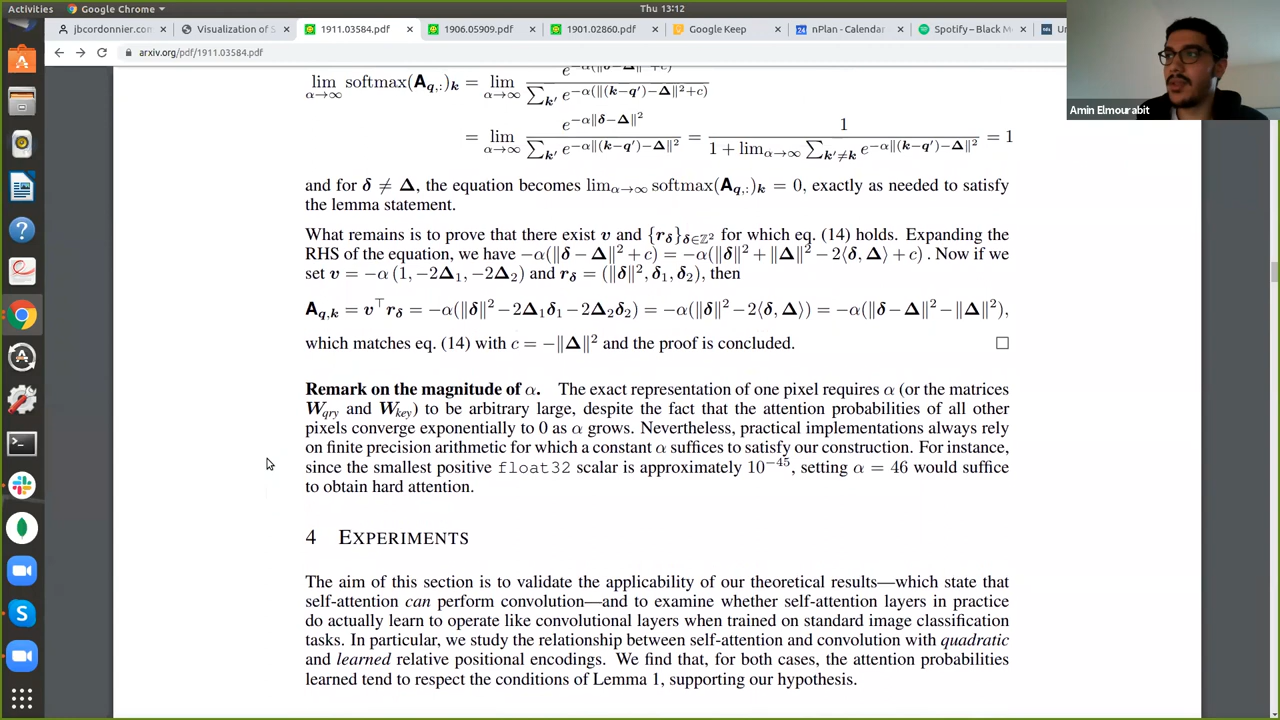 Activities
Google Chrome
Thu 13:12
jbcordonnier.com
Visualization of S
1911.03584.pdf
1906.05909.pdf
1901.02860.pdf
Google Keep
24
nPlan - Calendar
Spotify – Black M
arxiv.org/pdf/1911.03584.pdf
Amin Elmourabit
lim α→∞ softmax(A_{q,:})_k = lim α→∞ e^{-α(‖δ−Δ‖²+c)} / ∑_{k'} e^{-α(‖(k−q')−Δ‖²+c)}
= lim α→∞ e^{-α‖δ−Δ‖²} / ∑_{k'} e^{-α‖(k−q')−Δ‖²} = 1 / (1 + lim_{α→∞} ∑_{k'≠k} e^{-α‖(k−q')−Δ‖²}) = 1
and for δ ≠ Δ, the equation becomes lim_{α→∞} softmax(A_{q,:})_k = 0, exactly as needed to satisfy
the lemma statement.
What remains is to prove that there exist v and {r_δ}_{δ∈ℤ²} for which eq. (14) holds. Expanding the
RHS of the equation, we have −α(‖δ − Δ‖² + c) = −α(‖δ‖² + ‖Δ‖² − 2⟨δ, Δ⟩ + c) . Now if we
set v = −α (1, −2Δ₁, −2Δ₂) and r_δ = (‖δ‖², δ₁, δ₂), then
A_{q,k} = v^⊤ r_δ = −α(‖δ‖² − 2Δ₁δ₁ − 2Δ₂δ₂) = −α(‖δ‖² − 2⟨δ, Δ⟩) = −α(‖δ − Δ‖² − ‖Δ‖²),
which matches eq. (14) with c = −‖Δ‖² and the proof is concluded. □
Remark on the magnitude of α. The exact representation of one pixel requires α (or the matrices
W_qry and W_key) to be arbitrary large, despite the fact that the attention probabilities of all other
pixels converge exponentially to 0 as α grows. Nevertheless, practical implementations always rely
on finite precision arithmetic for which a constant α suffices to satisfy our construction. For instance,
since the smallest positive float32 scalar is approximately 10⁻⁴⁵, setting α = 46 would suffice
to obtain hard attention.
4 EXPERIMENTS
The aim of this section is to validate the applicability of our theoretical results—which state that
self-attention can perform convolution—and to examine whether self-attention layers in practice
do actually learn to operate like convolutional layers when trained on standard image classification
tasks. In particular, we study the relationship between self-attention and convolution with quadratic
and learned relative positional encodings. We find that, for both cases, the attention probabilities
learned tend to respect the conditions of Lemma 1, supporting our hypothesis.